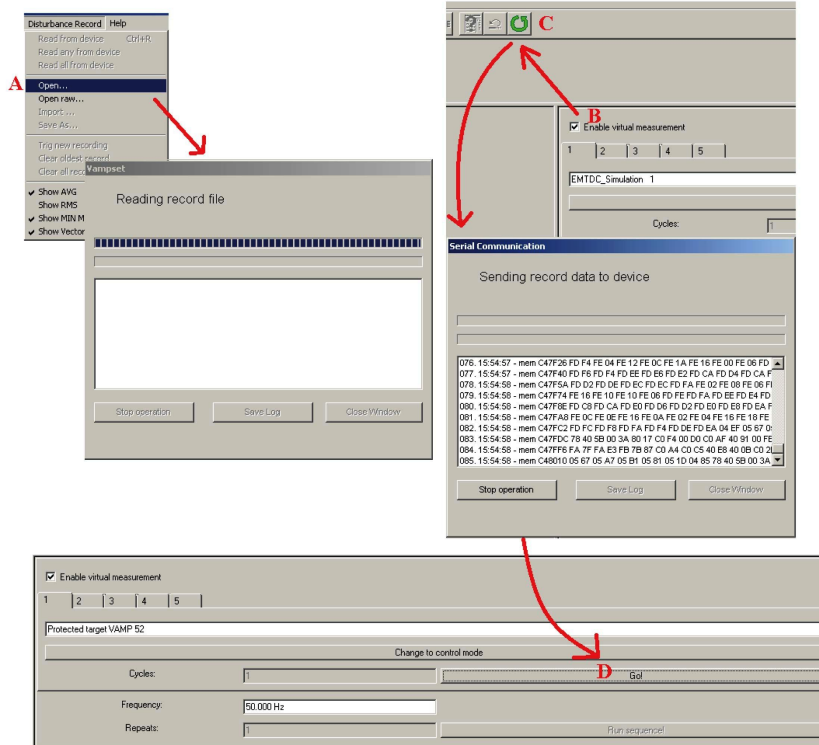 Disturbance Record Help
Read from device Ctrl+R
Read any from device
Read all from device
A
Open...
Open raw...
Import ...
Save As...
Trig new recording
Clear oldest record
Clear all
Show AVG
Show RMS
Show MIN M
Show Vector
Vampset
Reading record file
Stop operation Save Log Close Window
C
B
Enable virtual measurement
1 2 3 4 5
EMTDC_Simulation 1
Cycles: 1
Serial Communication
Sending record data to device
076. 15:54:57 - mem C47F26 FD F4 FE 04 FE 12 FE 0C FE 1A FE 16 FE 00 FE 06 FD
077. 15:54:57 - mem C47F40 FD F6 FD F4 FD EE FD E6 FD E2 FD CA FD D4 FD CA F
078. 15:54:58 - mem C47F5A FD D2 FD DE FD EC FD EC FD FA FE 02 FE 08 FE 06 F
079. 15:54:58 - mem C47F74 FE 16 FE 10 FE 10 FE 06 FD FE FD FA FD EE FD E4 FD
080. 15:54:58 - mem C47F8E FD C8 FD CA FD E0 FD D6 FD D2 FD E0 FD E8 FD EA F
081. 15:54:58 - mem C47FA8 FE 0C FE 0E FE 16 FE 0A FE 02 FE 04 FE 16 FE 18 FE
082. 15:54:58 - mem C47FC2 FD FC FD F8 FD FA FD F4 FD DE FD EA 04 EF 05 67 0
083. 15:54:58 - mem C47FDC 78 40 5B 00 3A 80 17 C0 F4 00 D0 C0 AF 40 91 00 FE
084. 15:54:58 - mem C47FF6 FA 7F FA E3 FB 7B 87 C0 A4 C0 C5 40 E8 40 0B C0 2
085. 15:54:58 - mem C48010 05 67 05 A7 05 B1 05 81 05 1D 04 85 78 40 5B 00 3A
Stop operation Save Log Close Window
Enable virtual measurement
1 2 3 4 5
Protected target VAMP 52
Change to control mode
Cycles: 1 D Go!
Frequency: 50.000 Hz
Repeats: 1 Run sequence!